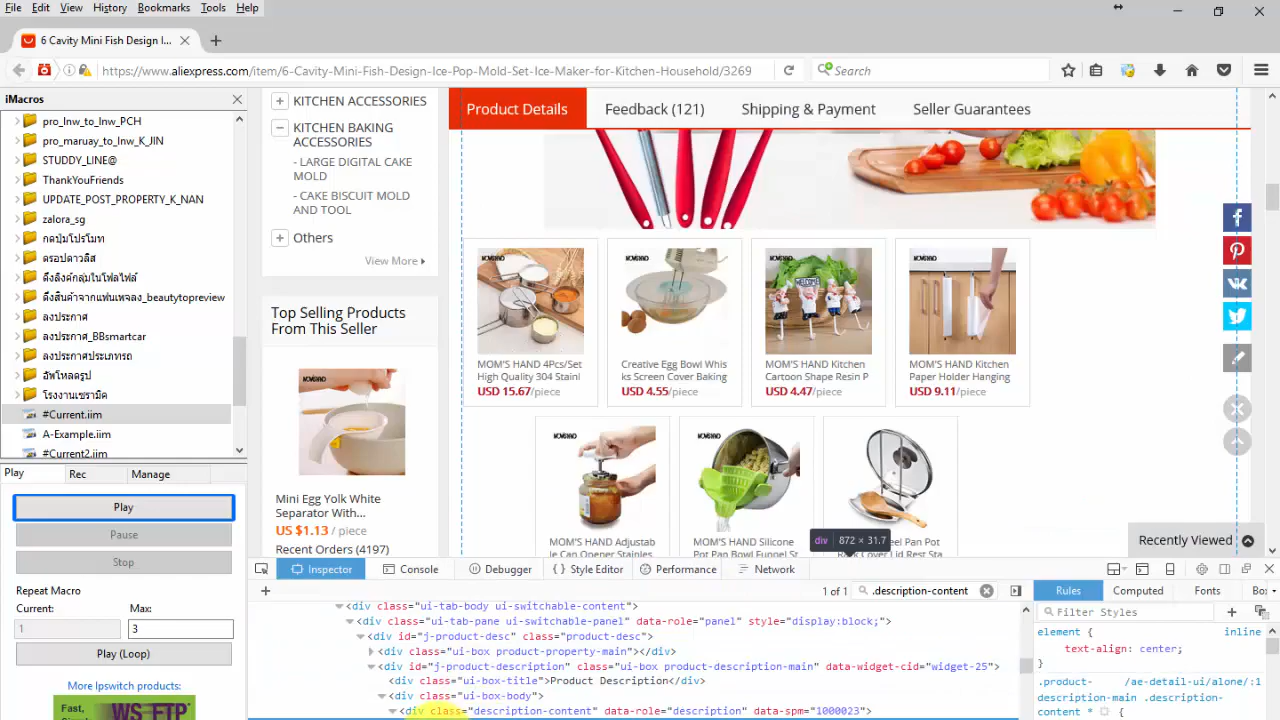 File Edit View History Bookmarks Tools Help
6 Cavity Mini Fish Design I...
https://www.aliexpress.com/item/6-Cavity-Mini-Fish-Design-Ice-Pop-Mold-Set-Ice-Maker-for-Kitchen-Household/3269
Search
iMacros
pro_lnw_to_lnw_PCH
pro_maruay_to_lnw_K_JIN
STUDDY_LINE@
ThankYouFriends
UPDATE_POST_PROPERTY_K_NAN
zalora_sg
กดปุ่มโปรโมท
ดรอปดาวลิส
ดึงลิงค์กลุ่มในโฟลไฟล์
ดึงสินค้าจากแฟนเพจลง_beautytopreview
ลงประกาศ
ลงประกาศ_BBsmartcar
ลงประกาศประเภทรถ
อัพโหลดรูป
โรงงานเซรามิค
#Current.iim
A-Example.iim
#Current2.iim
Play Rec Manage
Play
Pause
Stop
Repeat Macro
Current: Max:
1 3
Play (Loop)
More Ipswitch products:
WS_FTP
KITCHEN ACCESSORIES
KITCHEN BAKING
ACCESSORIES
- LARGE DIGITAL CAKE
MOLD
- CAKE BISCUIT MOLD
AND TOOL
Others
View More
Top Selling Products
From This Seller
Mini Egg Yolk White
Separator With...
US $1.13 / piece
Recent Orders (4197)
Product Details Feedback (121) Shipping & Payment Seller Guarantees
MOM'S HAND 4Pcs/Set
High Quality 304 Staini
USD 15.67/piece
Creative Egg Bowl Whis
ks Screen Cover Baking
USD 4.55/piece
MOM'S HAND Kitchen
Cartoon Shape Resin P
USD 4.47/piece
MOM'S HAND Kitchen
Paper Holder Hanging
USD 9.11/piece
MOM'S HAND Adjustab
le Can Opener Stainles
MOM'S HAND Silicone
Pot Pan Bowl Funnel St
Steel Pan Pot
Rack Cover Lid Rest Sta
div 872 × 31.7
Recently Viewed
Inspector Console Debugger { } Style Editor Performance Network
1 of 1 .description-content
<div class="ui-tab-body ui-switchable-content">
<div class="ui-tab-pane ui-switchable-panel" data-role="panel" style="display:block;">
<div id="j-product-desc" class="product-desc">
<div class="ui-box product-property-main"></div>
<div id="j-product-description" class="ui-box product-description-main" data-widget-cid="widget-25">
<div class="ui-box-title">Product Description</div>
<div class="ui-box-body">
<div class="description-content" data-role="description" data-spm="1000023">
Rules Computed Fonts Bo
Filter Styles
element { inline
text-align: center;
}
.product- /ae-detail-ui/alone/:1
description-main .description-
content * {